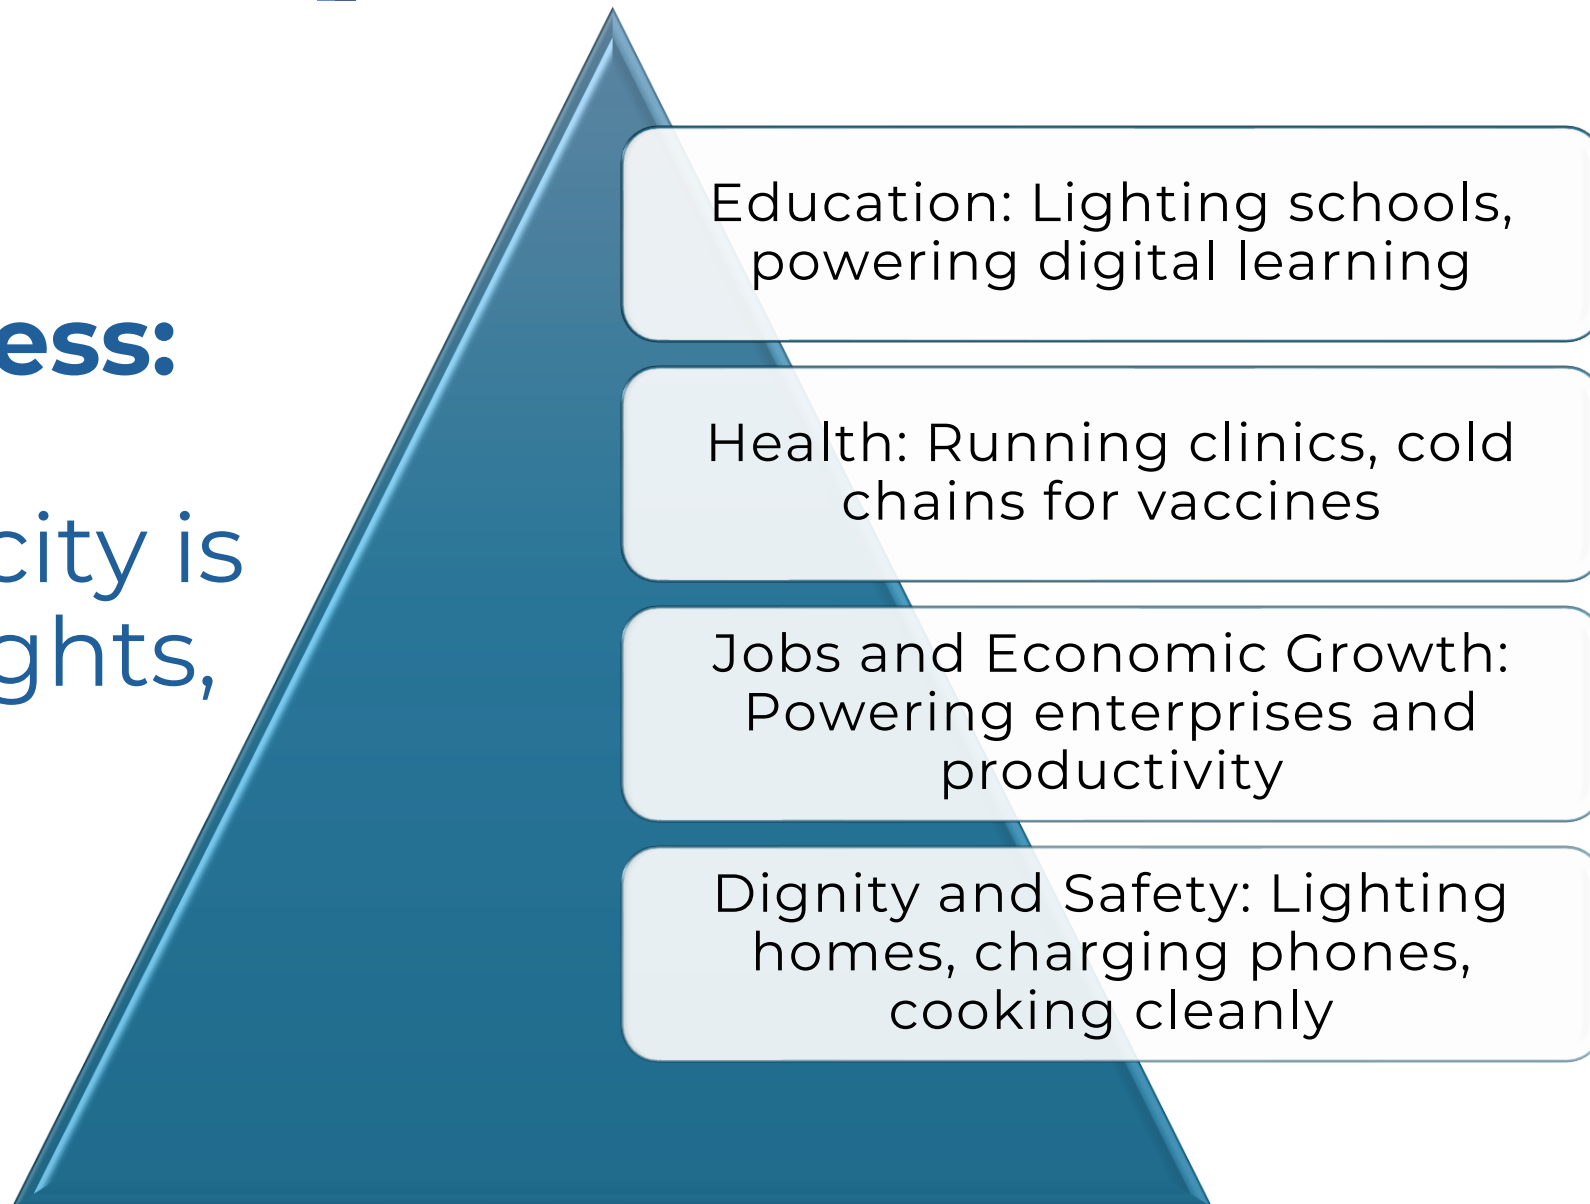 ess:
city is
ghts,
Education: Lighting schools,
powering digital learning
Health: Running clinics, cold
chains for vaccines
Jobs and Economic Growth:
Powering enterprises and
productivity
Dignity and Safety: Lighting
homes, charging phones,
cooking cleanly